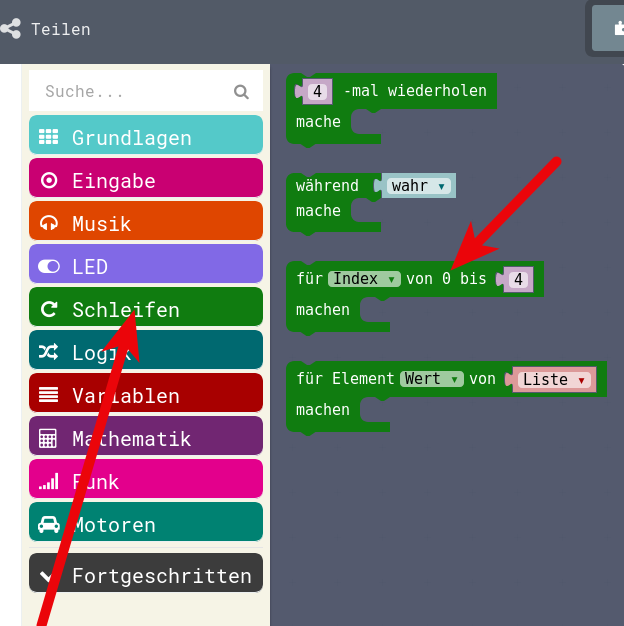 Teilen
Suche...
Grundlagen
Eingabe
Musik
LED
Schleifen
Logik
Variablen
Mathematik
Funk
Motoren
Fortgeschritten
4 -mal wiederholen
mache
während wahr
mache
für Index von 0 bis 4
machen
für Element Wert von Liste
machen